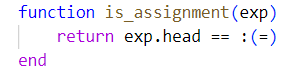 function is_assignment(exp)
    return exp.head == :(=)
end